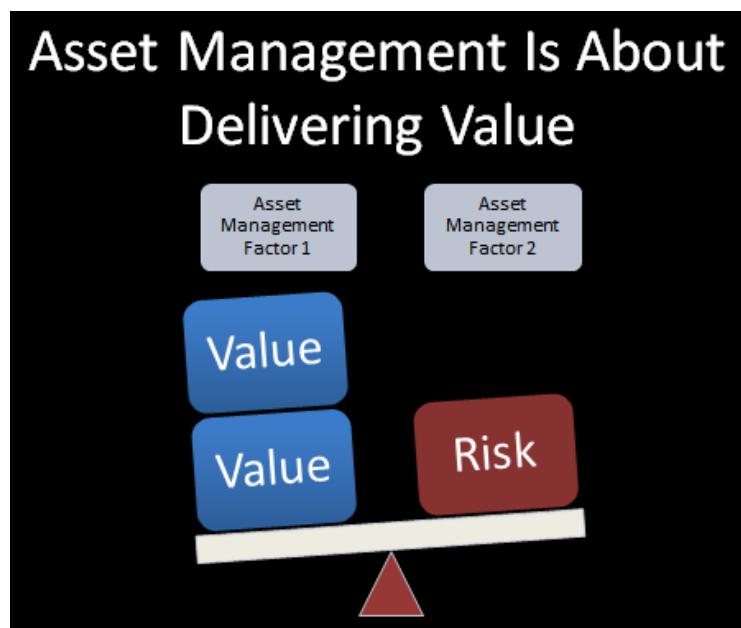 Asset Management Is About
Delivering Value
Asset
Management
Factor 1
Asset
Management
Factor 2
Value
Value
Risk